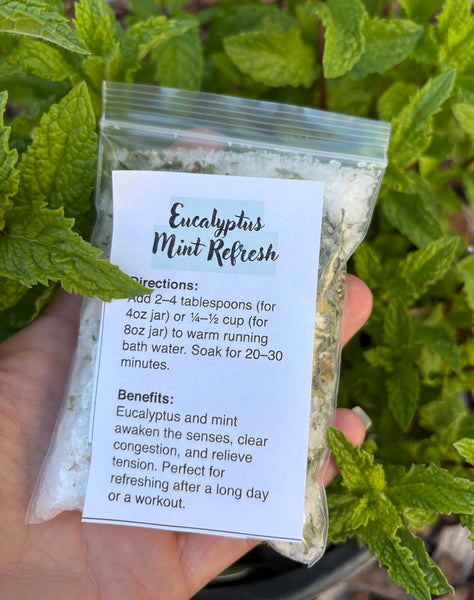 Eucalyptus
Mint Refresh
Directions:
Add 2–4 tablespoons (for
4oz jar) or ¼–½ cup (for
8oz jar) to warm running
bath water. Soak for 20–30
minutes.
Benefits:
Eucalyptus and mint
awaken the senses, clear
congestion, and relieve
tension. Perfect for
refreshing after a long day
or a workout.